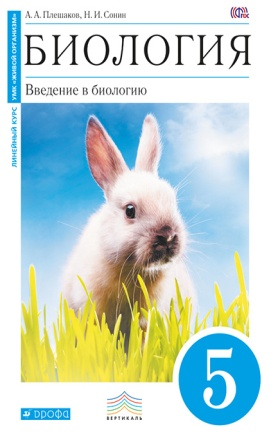 А. А. Плешаков, Н. И. Сонин
ФГОС
БИОЛОГИЯ
Введение в биологию
ЛИНЕЙНЫЙ КУРС
УМК «ЖИВОЙ ОРГАНИЗМ»
5
дрофа
ВЕРТИКАЛЬ